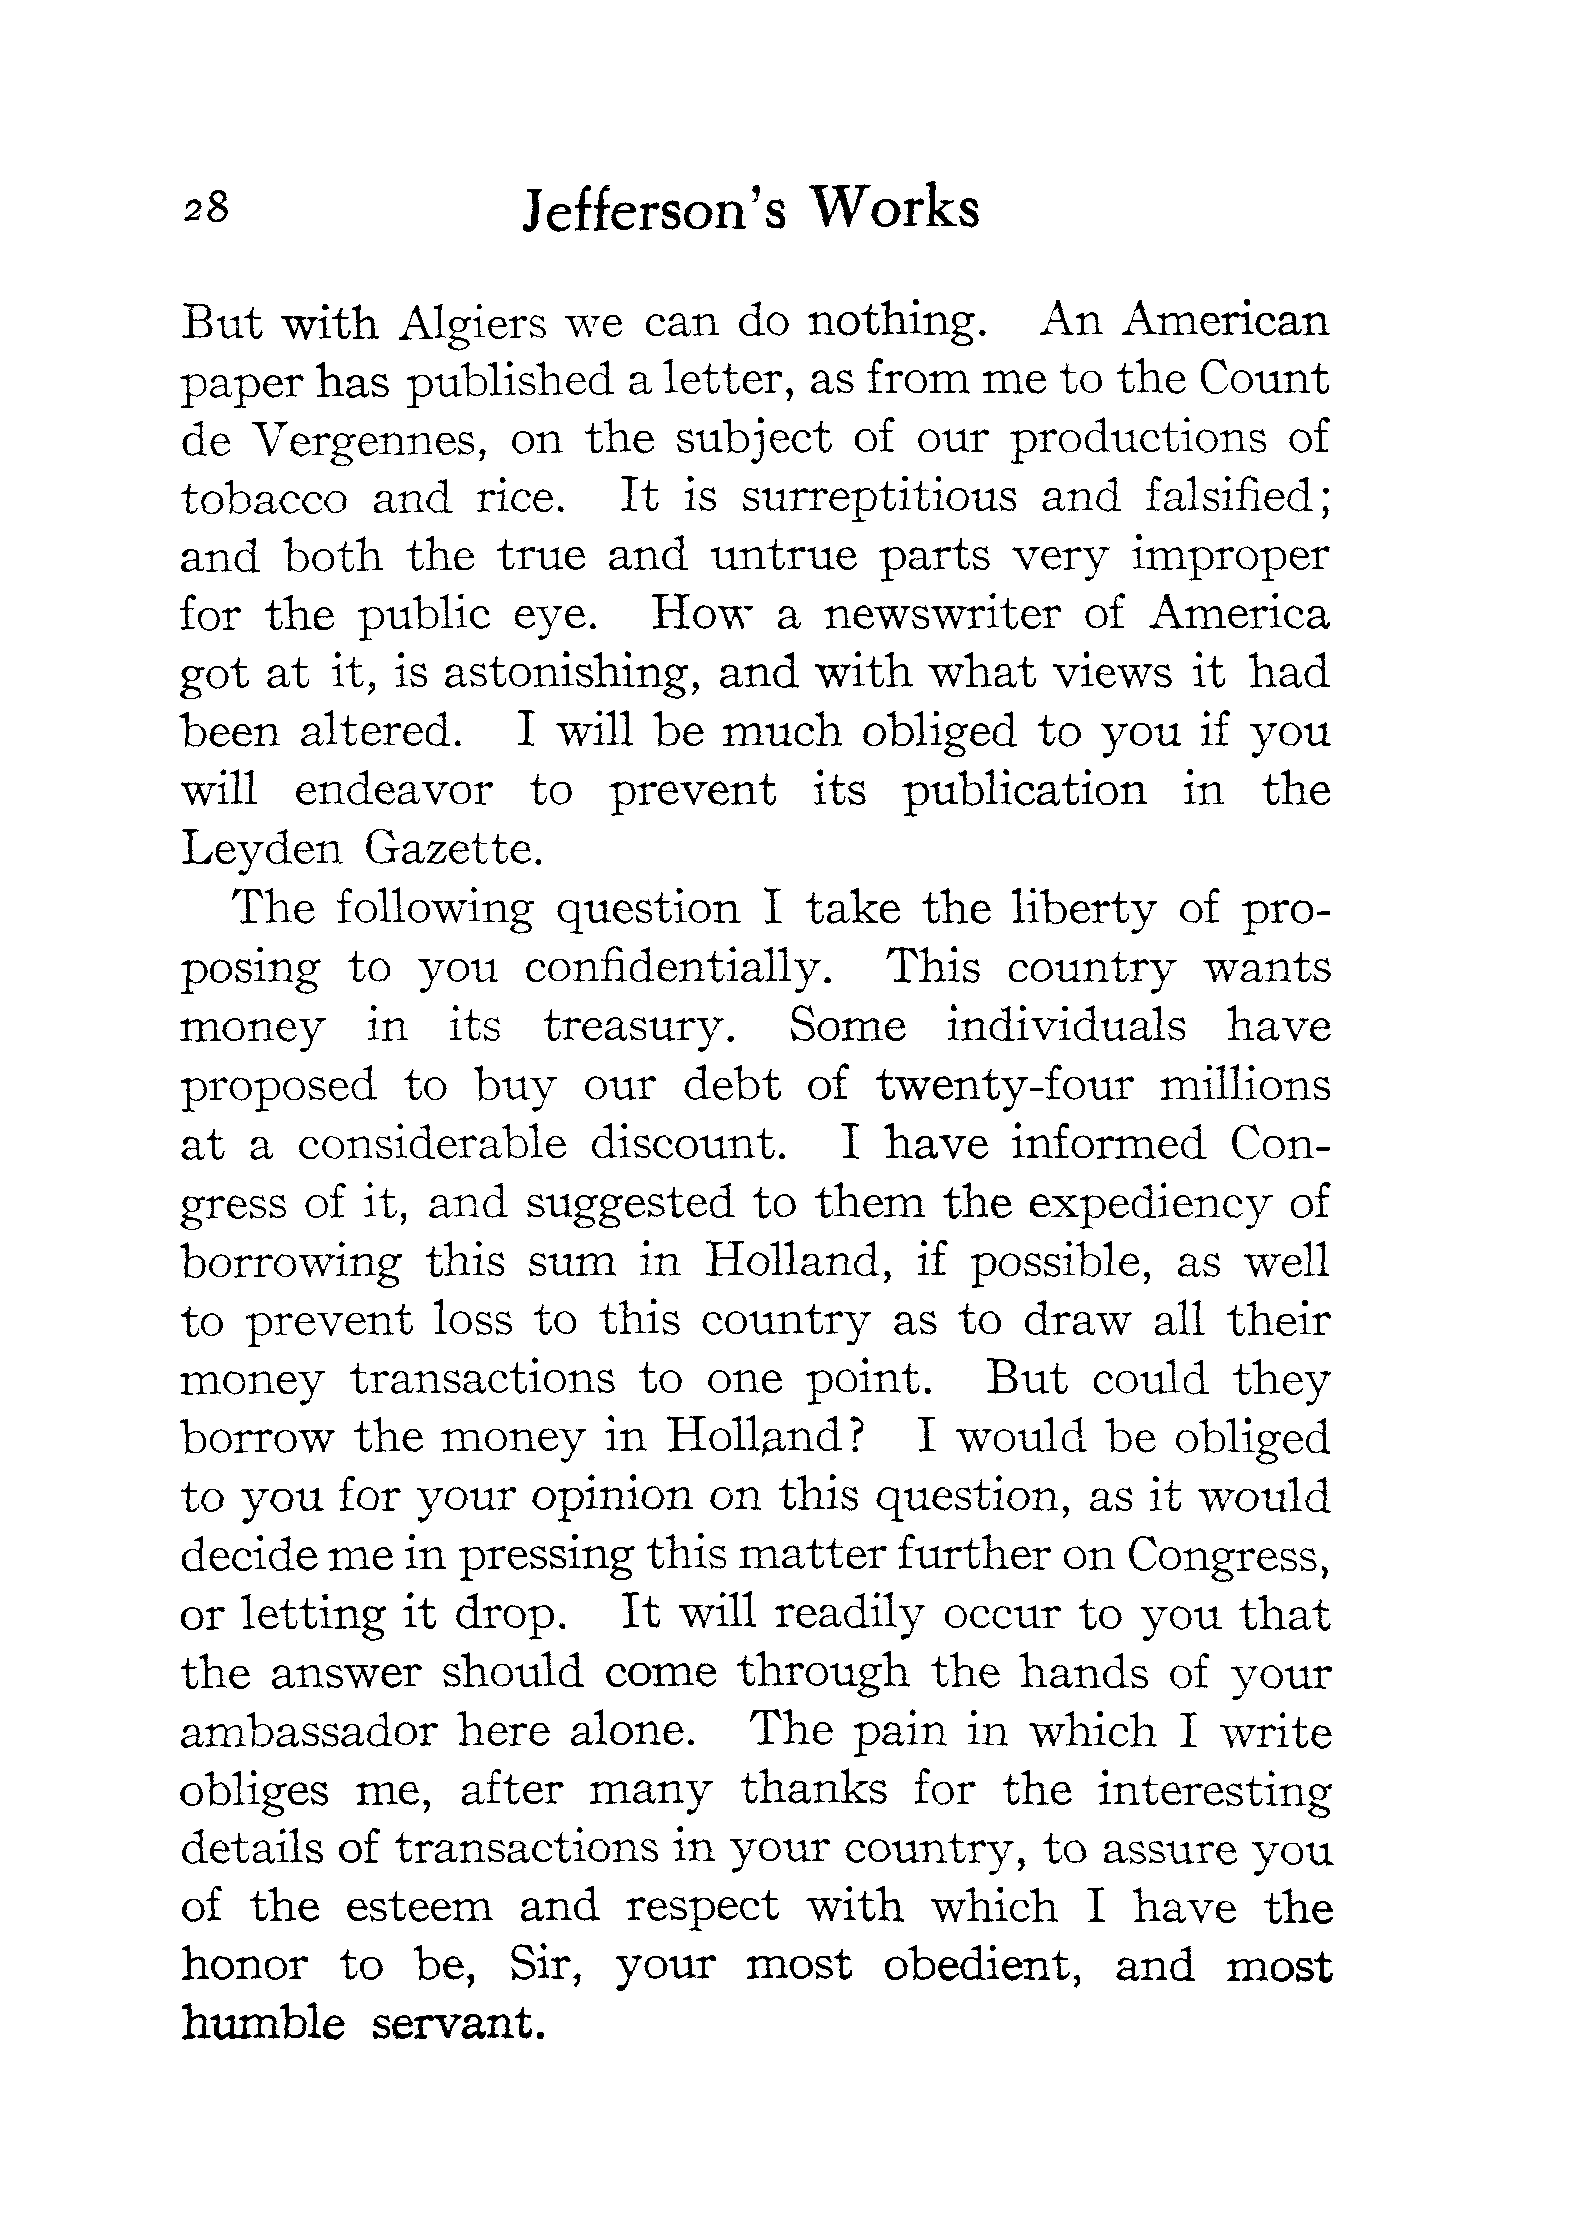 28 Jefferson's Works
But with Algiers we can do nothing. An American
paper has published a letter, as from me to the Count
de Vergennes, on the subject of our productions of
tobacco and rice. It is surreptitious and falsified;
and both the true and untrue parts very improper
for the public eye. How a newswriter of America
got at it, is astonishing, and with what views it had
been altered. I will be much obliged to you if you
will endeavor to prevent its publication in the
Leyden Gazette.
The following question I take the liberty of pro-
posing to you confidentially. This country wants
money in its treasury. Some individuals have
proposed to buy our debt of twenty-four millions
at a considerable discount. I have informed Con-
gress of it, and suggested to them the expediency of
borrowing this sum in Holland, if possible, as well
to prevent loss to this country as to draw all their
money transactions to one point. But could they
borrow the money in Holland? I would be obliged
to you for your opinion on this question, as it would
decide me in pressing this matter further on Congress,
or letting it drop. It will readily occur to you that
the answer should come through the hands of your
ambassador here alone. The pain in which I write
obliges me, after many thanks for the interesting
details of transactions in your country, to assure you
of the esteem and respect with which I have the
honor to be, Sir, your most obedient, and most
humble servant.